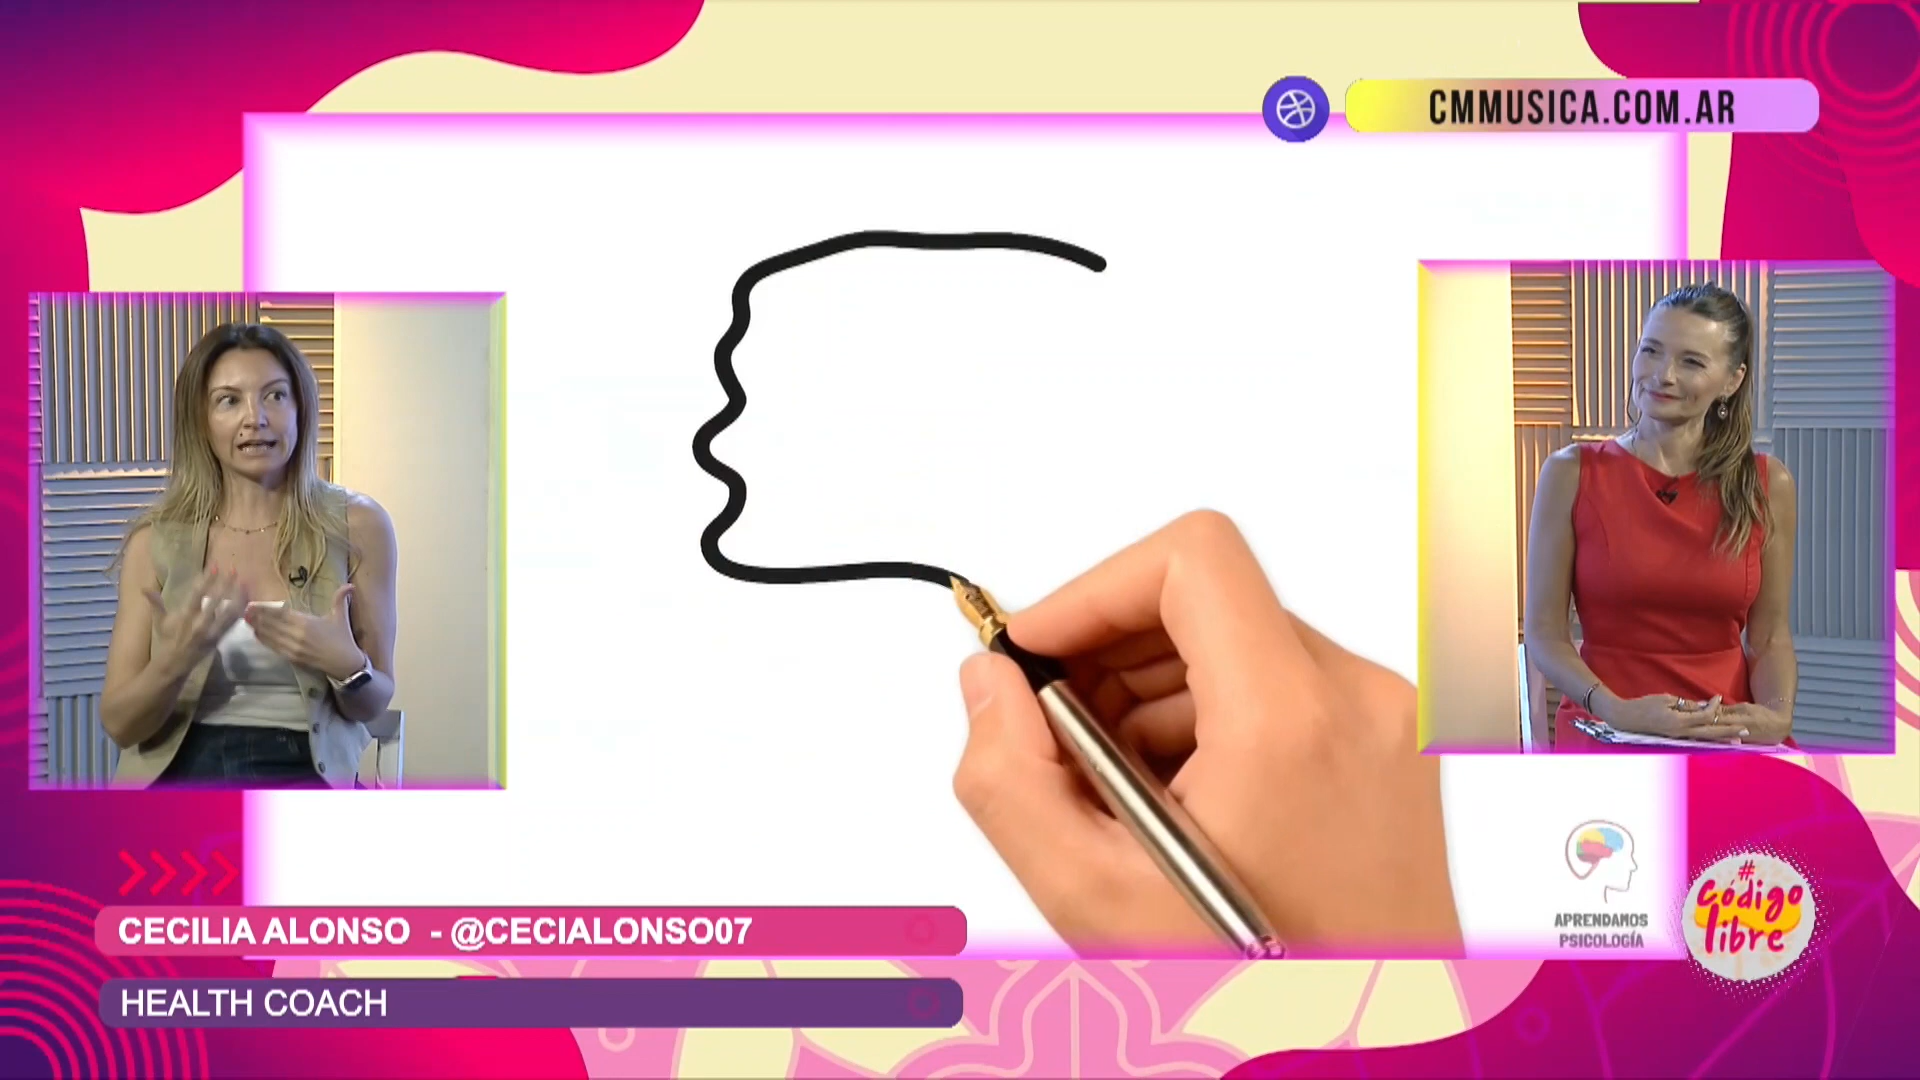 CMMUSICA.COM.AR
APRENDAMOS
PSICOLOGÍA
#
Código
libre
CECILIA ALONSO - @CECIALONSO07
HEALTH COACH